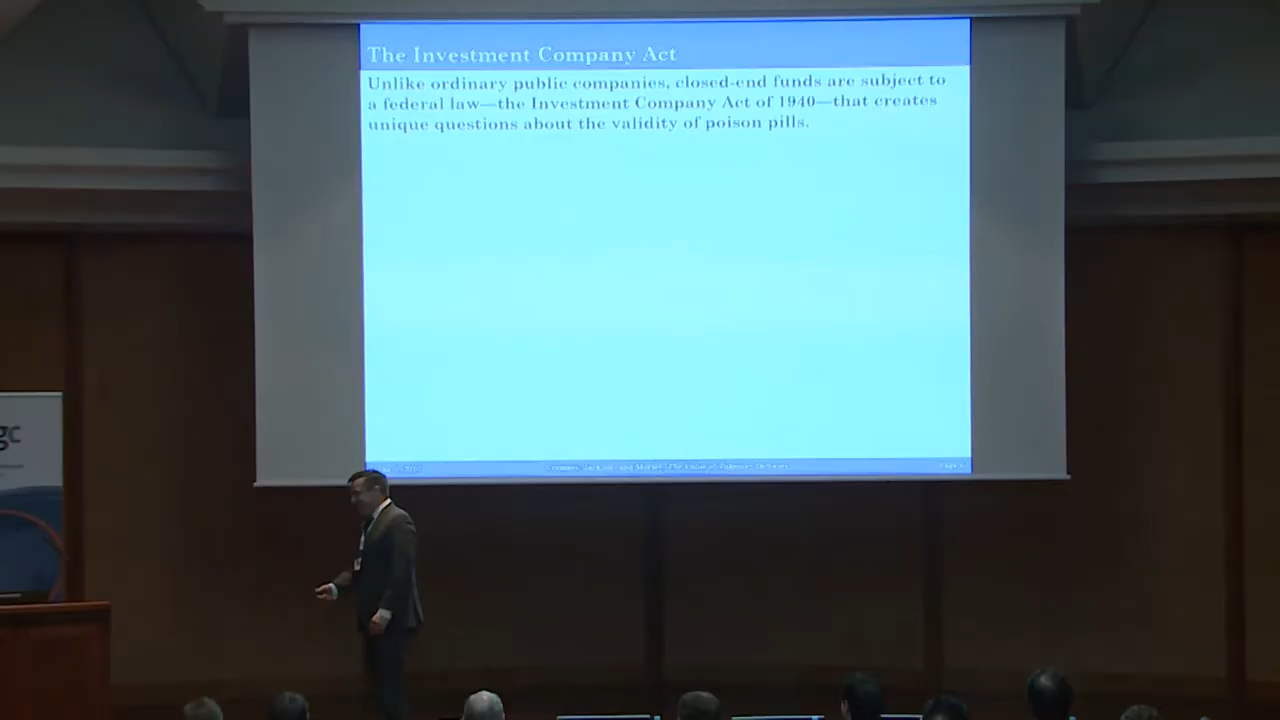 The Investment Company Act
Unlike ordinary public companies, closed-end funds are subject to
a federal law—the Investment Company Act of 1940—that creates
unique questions about the validity of poison pills.
gc